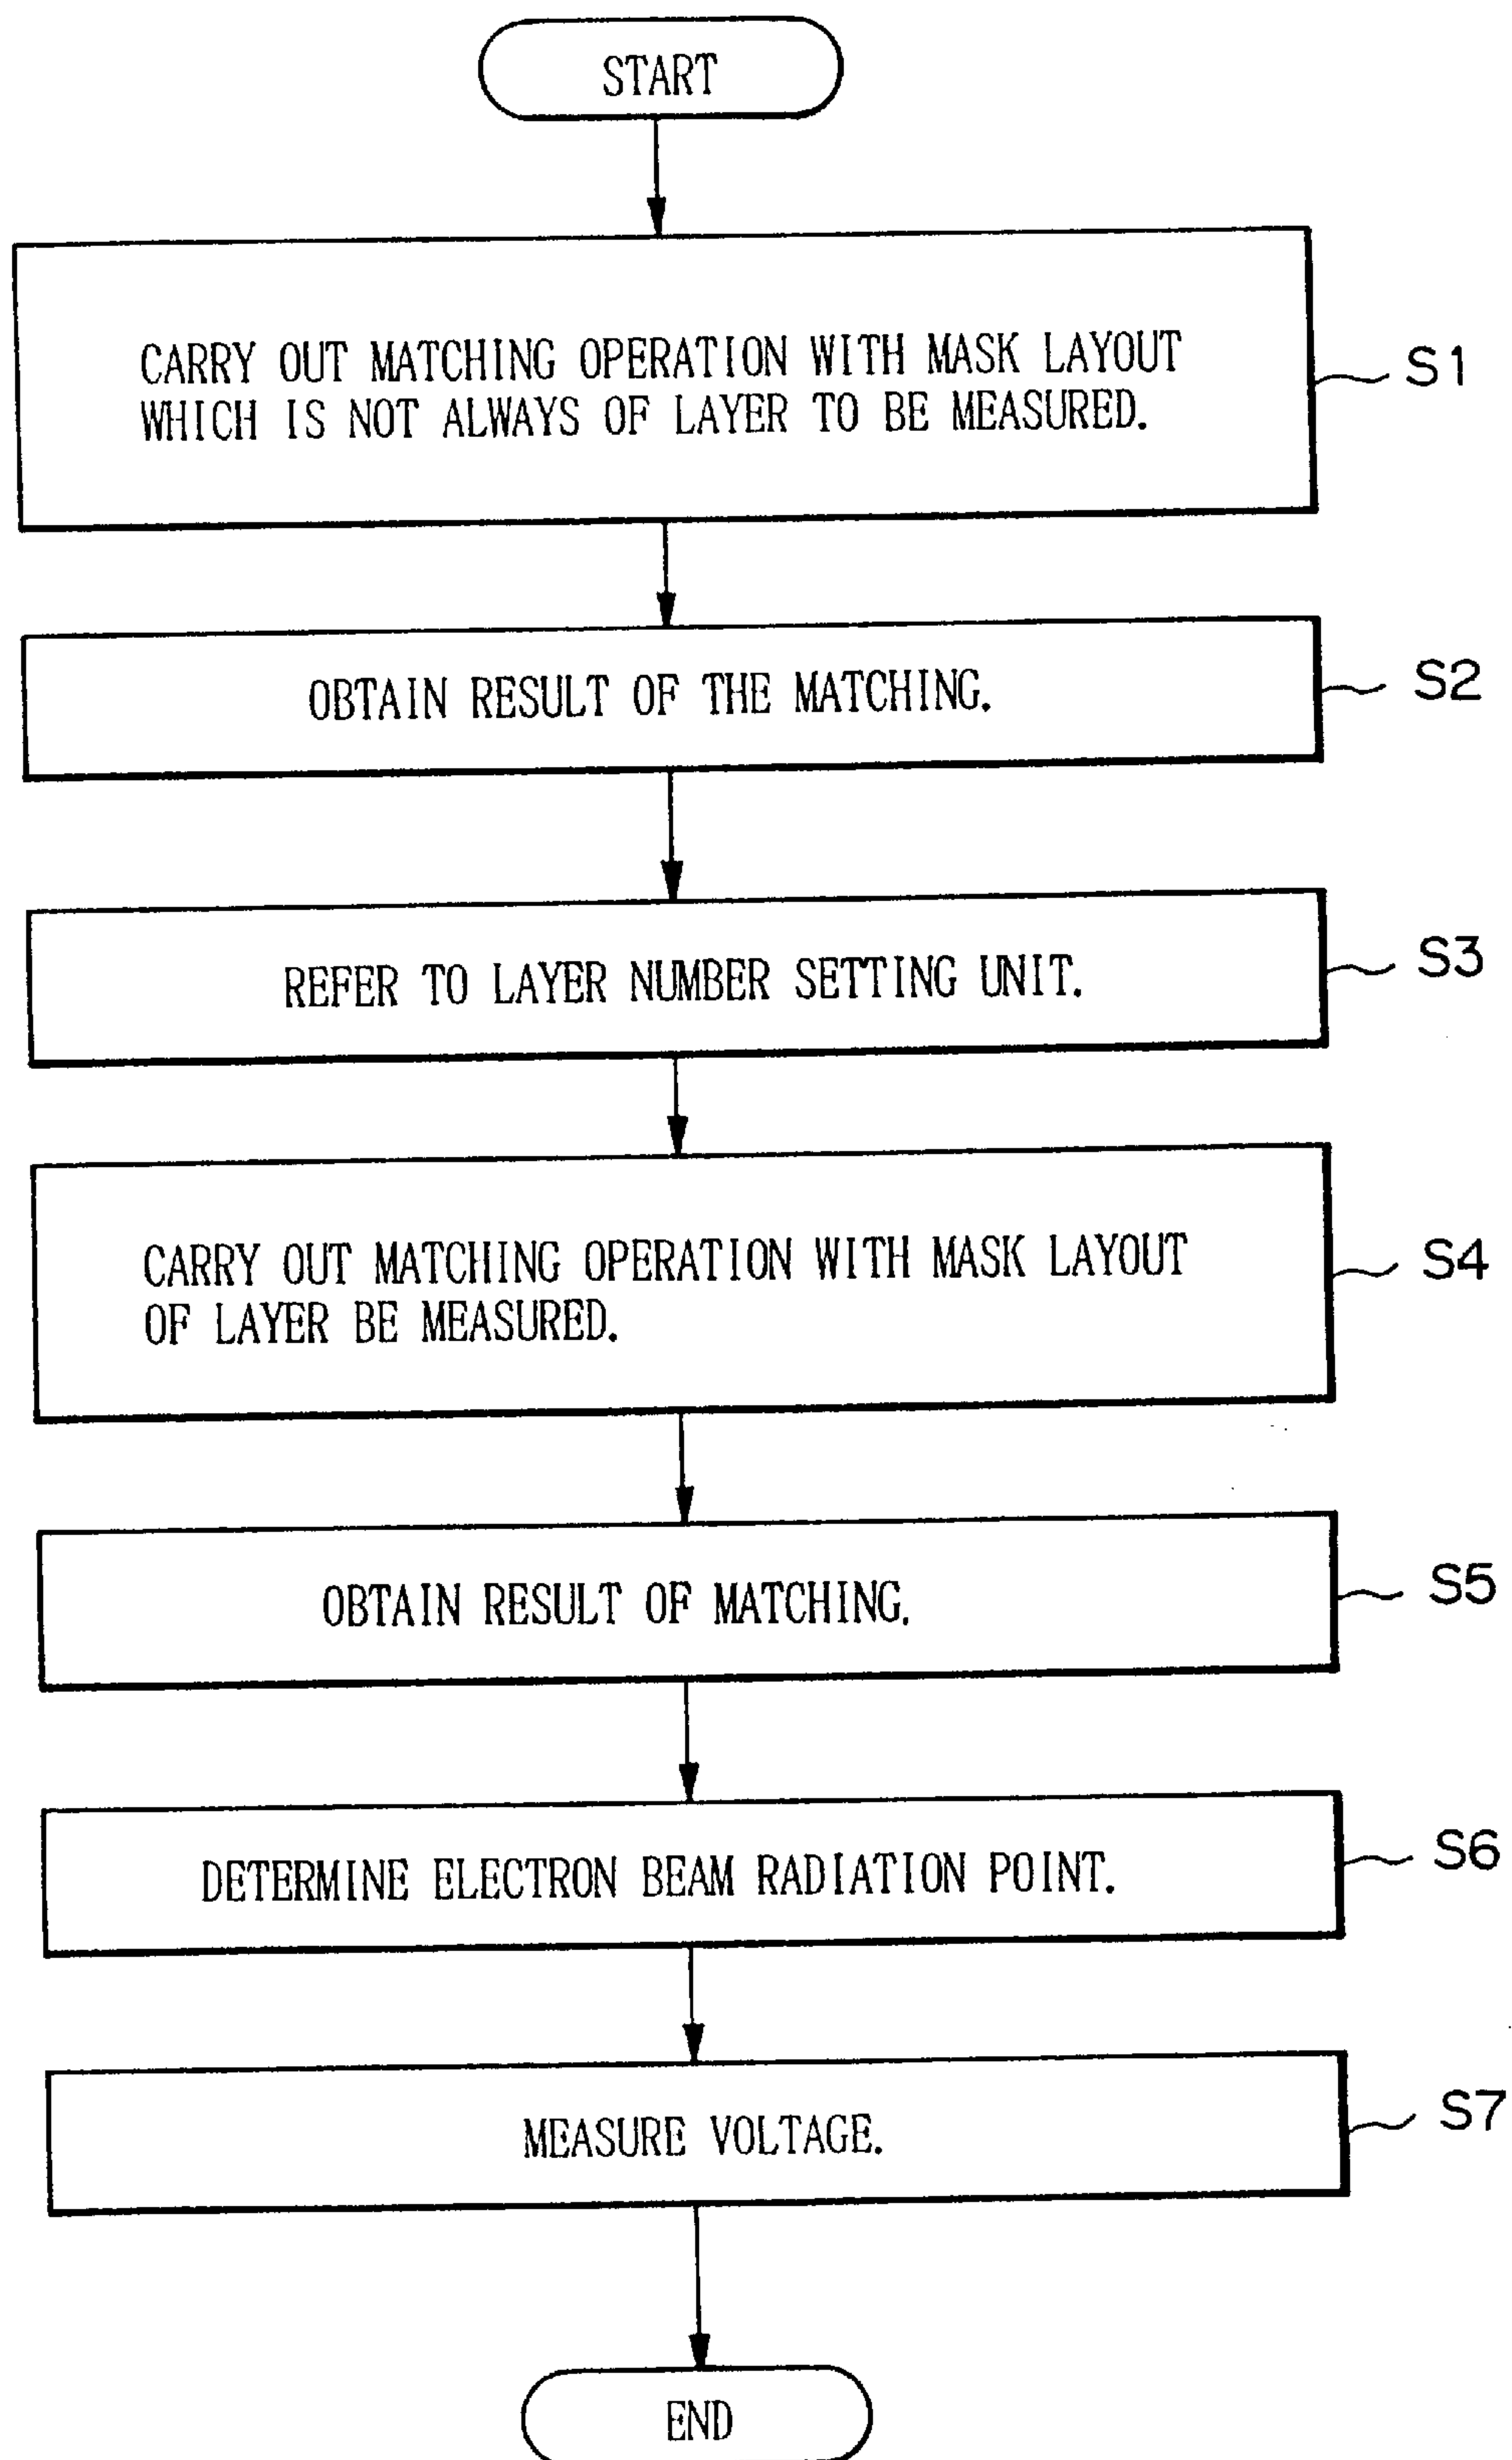 START
CARRY OUT MATCHING OPERATION WITH MASK LAYOUT
WHICH IS NOT ALWAYS OF LAYER TO BE MEASURED.
S1
OBTAIN RESULT OF THE MATCHING.
S2
REFER TO LAYER NUMBER SETTING UNIT.
S3
CARRY OUT MATCHING OPERATION WITH MASK LAYOUT
OF LAYER BE MEASURED.
S4
OBTAIN RESULT OF MATCHING.
S5
DETERMINE ELECTRON BEAM RADIATION POINT.
S6
MEASURE VOLTAGE.
S7
END